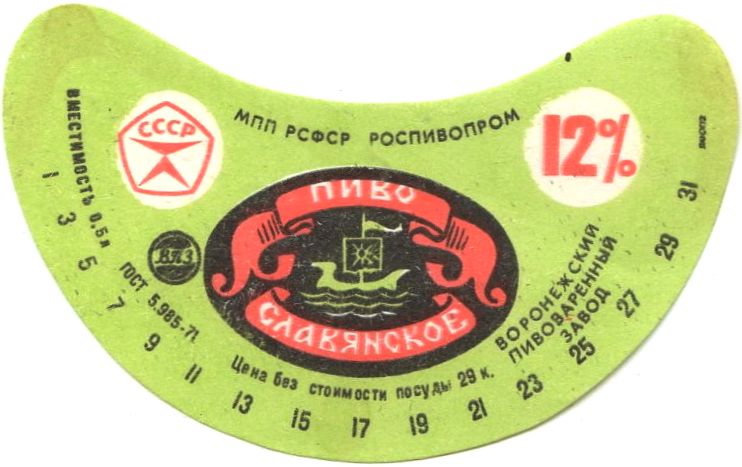 МПП РСФСР РОСПИВОПРОМ
СССР
12%
ВМЕСТИМОСТЬ 0,5 л
ПИВО
СЛАВЯНСКОЕ
ВПЗ
ГОСТ 5.985-71
ВОРОНЕЖСКИЙ
ПИВОВАРЕННЫЙ
ЗАВОД
Цена без стоимости посуды 29 к.
1 3 5 7 9 11 13 15 17 19 21 23 25 27 29 31